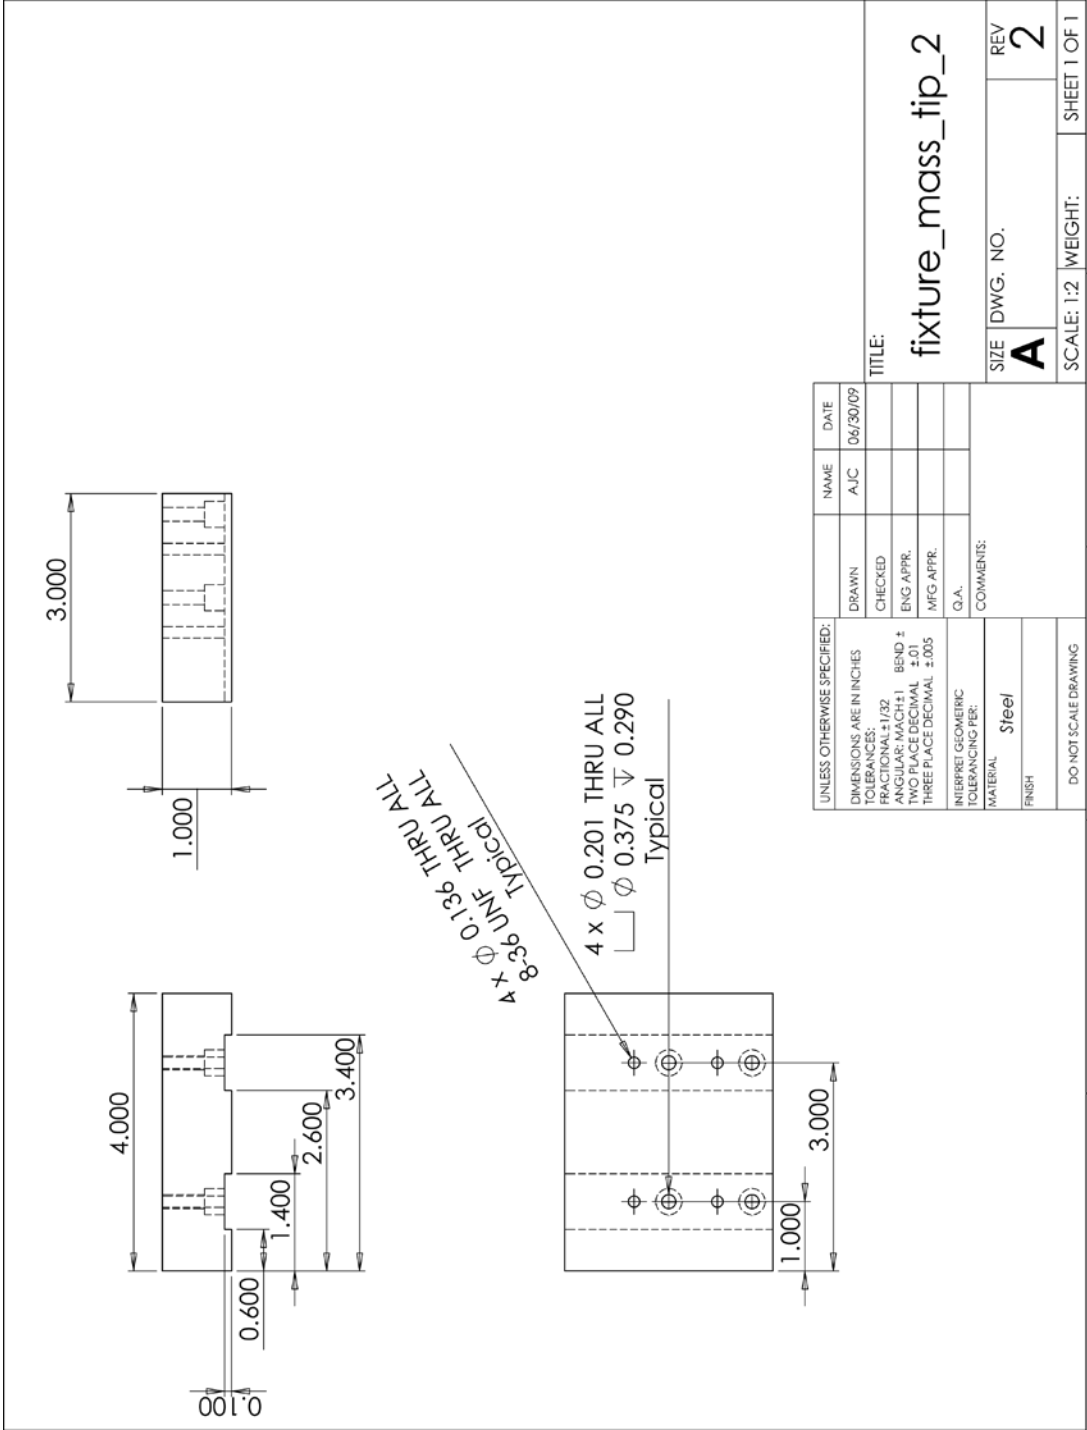 3.000
1.000
4.000
0.600
1.400
2.600
3.400
0.100
4 x ∅ 0.136 THRU ALL
8-36 UNF THRU ALL
Typical
4 x ∅ 0.201 THRU ALL
⌴ ∅ 0.375 ↧ 0.290
Typical
1.000
3.000
UNLESS OTHERWISE SPECIFIED:
DIMENSIONS ARE IN INCHES
TOLERANCES:
FRACTIONAL±1/32
ANGULAR: MACH±1 BEND ±
TWO PLACE DECIMAL ±.01
THREE PLACE DECIMAL ±.005
INTERPRET GEOMETRIC
TOLERANCING PER:
MATERIAL
Steel
FINISH
DO NOT SCALE DRAWING
NAME DATE
DRAWN AJC 06/30/09
CHECKED
ENG APPR.
MFG APPR.
Q.A.
COMMENTS:
TITLE:
fixture_mass_tip_2
SIZE DWG. NO. REV
A 2
SCALE: 1:2 WEIGHT: SHEET 1 OF 1